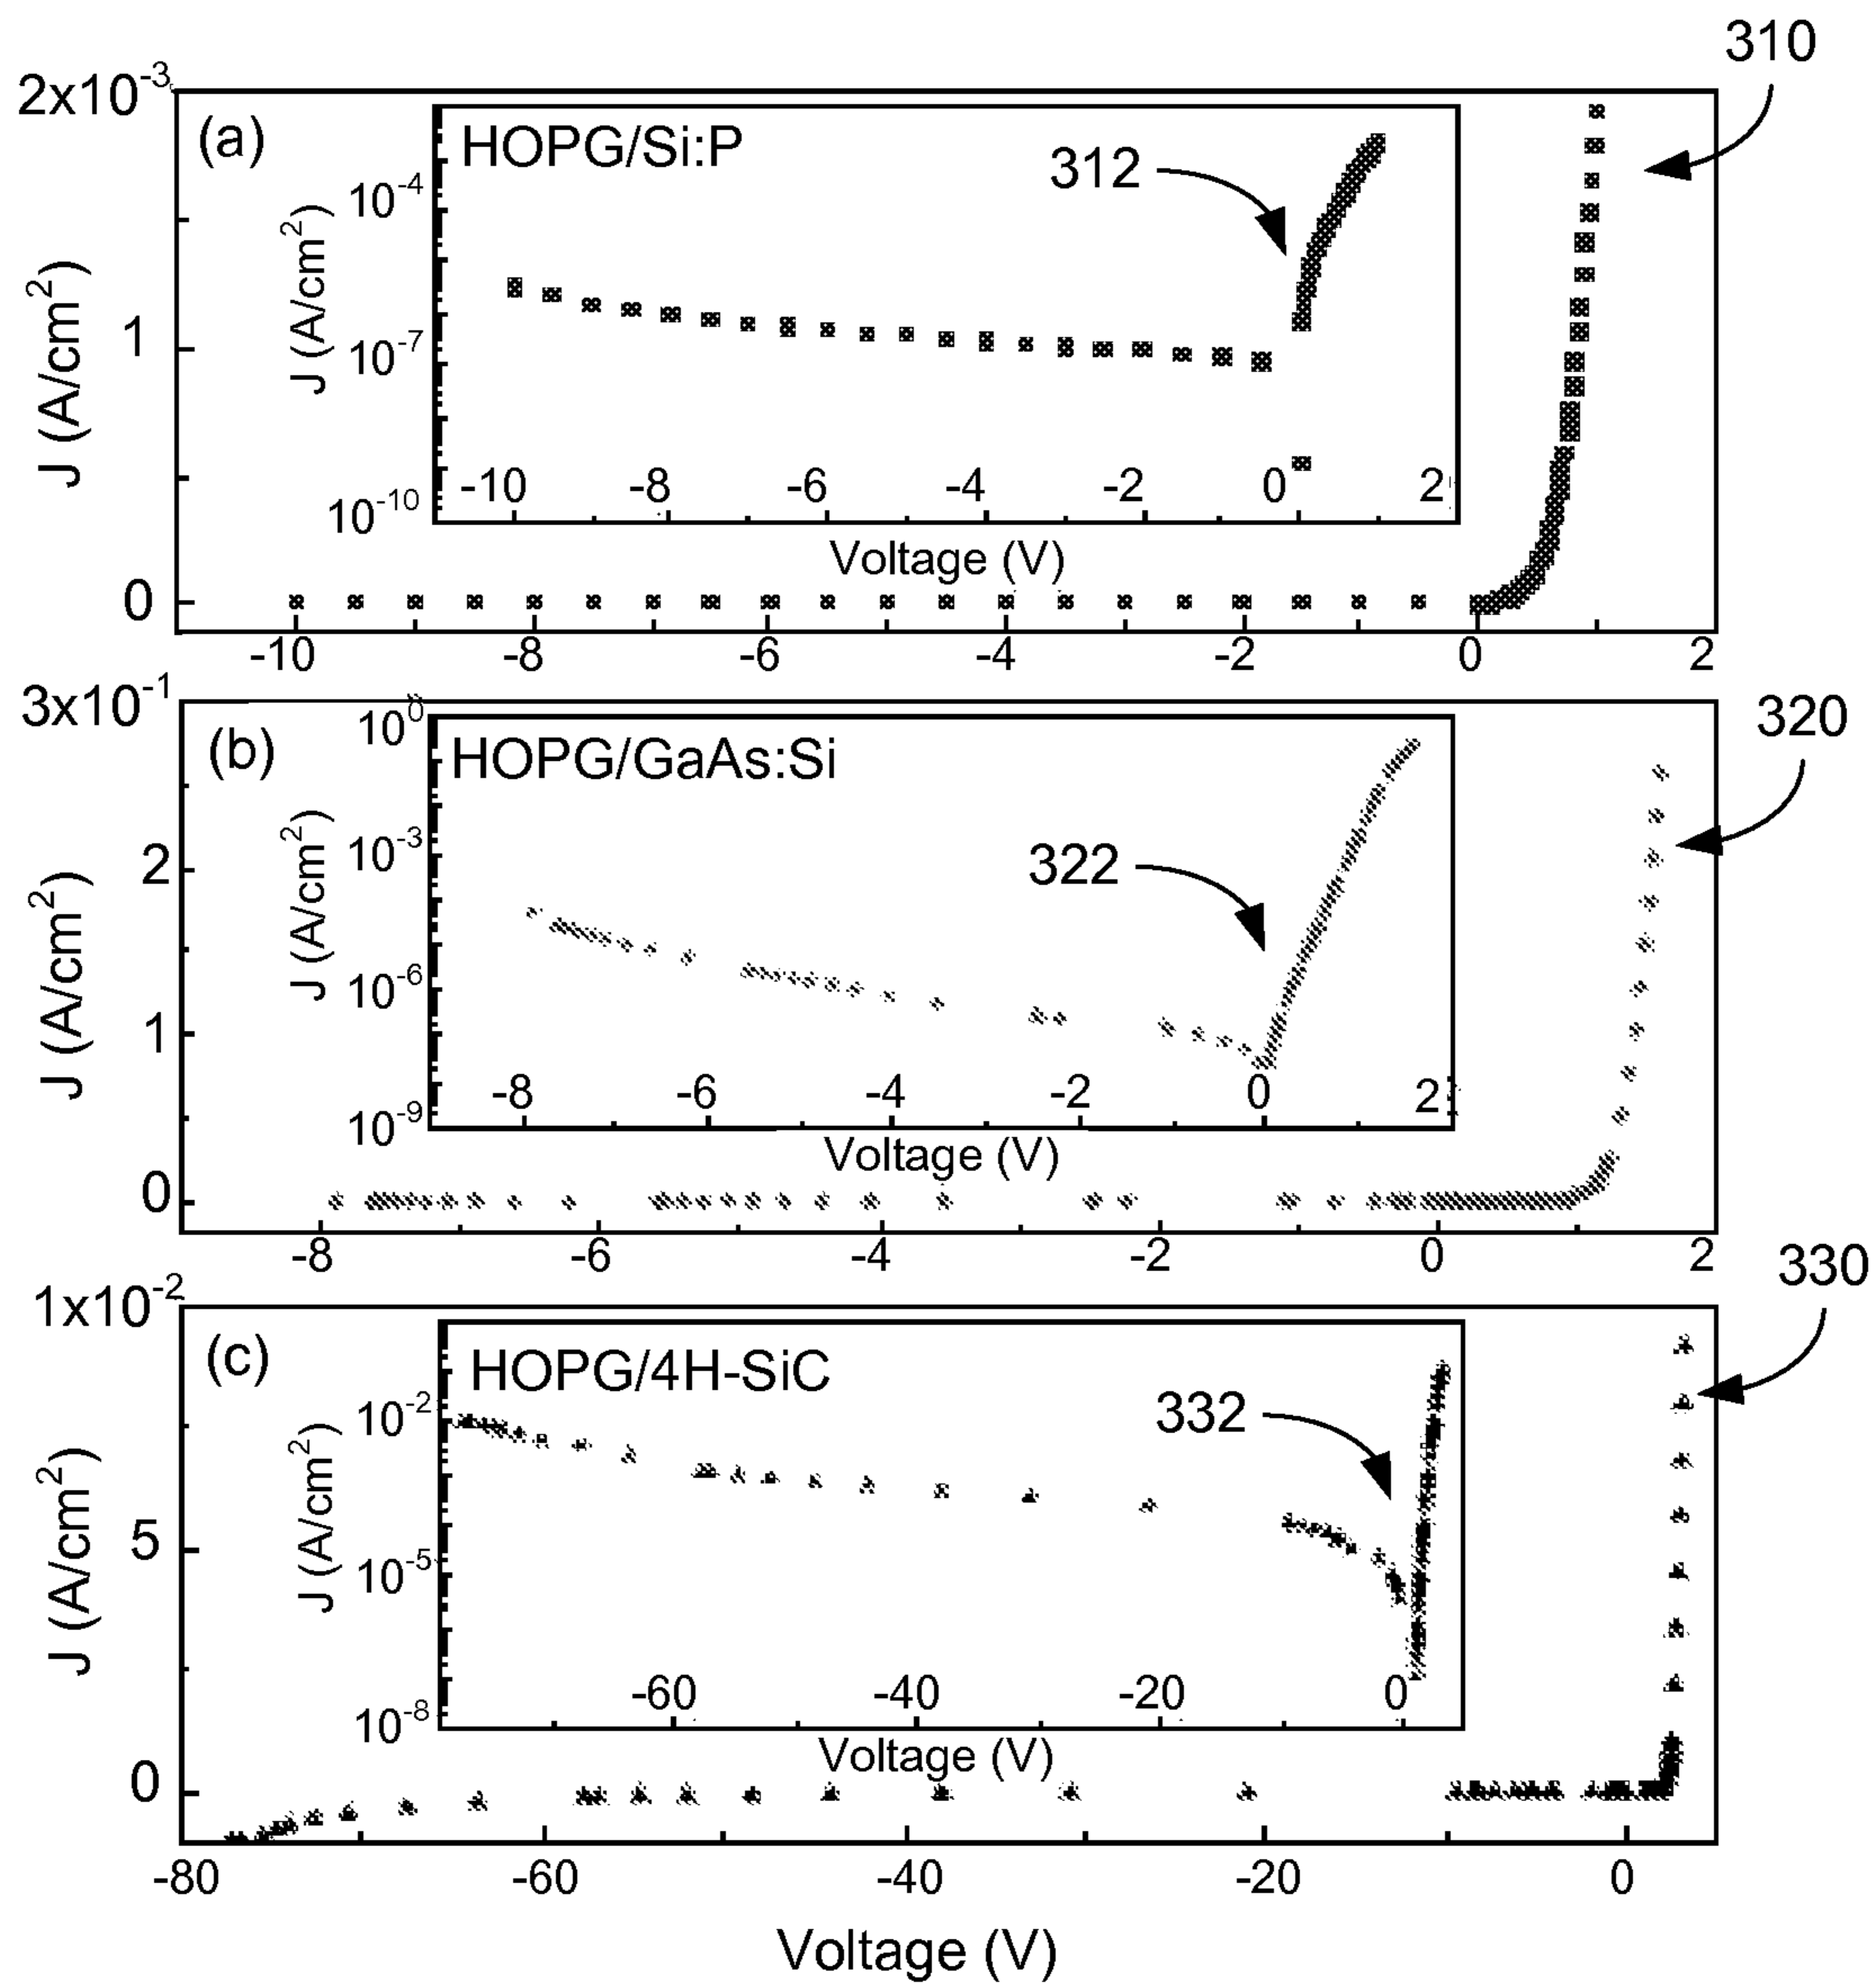 310
2x10-3
(a)
HOPG/Si:P
312
10-4
J (A/cm2)
10-7
10-10
-10 -8 -6 -4 -2 0 2
Voltage (V)
J (A/cm2)
1
0
-10 -8 -6 -4 -2 0 2
320
3x10-1
(b)
HOPG/GaAs:Si
322
100
10-3
J (A/cm2)
10-6
10-9
-8 -6 -4 -2 0 2
Voltage (V)
J (A/cm2)
2
1
0
-8 -6 -4 -2 0 2
330
1x10-2
(c)
HOPG/4H-SiC
332
10-2
J (A/cm2)
10-5
10-8
-60 -40 -20 0
Voltage (V)
J (A/cm2)
5
0
-80 -60 -40 -20 0
Voltage (V)